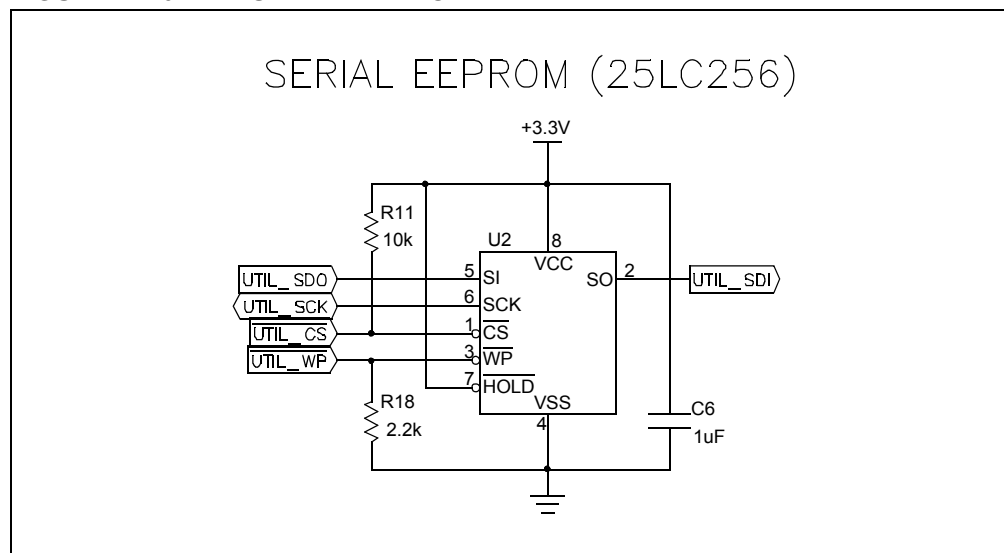 SERIAL EEPROM (25LC256)
+3.3V
R11
10k
U2
8
VCC
UTIL_SDO
5
SI
SO
2
UTIL_SDI
UTIL_SCK
6
SCK
UTIL_CS
1
CS
UTIL_WP
3
WP
7
HOLD
R18
2.2k
VSS
4
C6
1uF